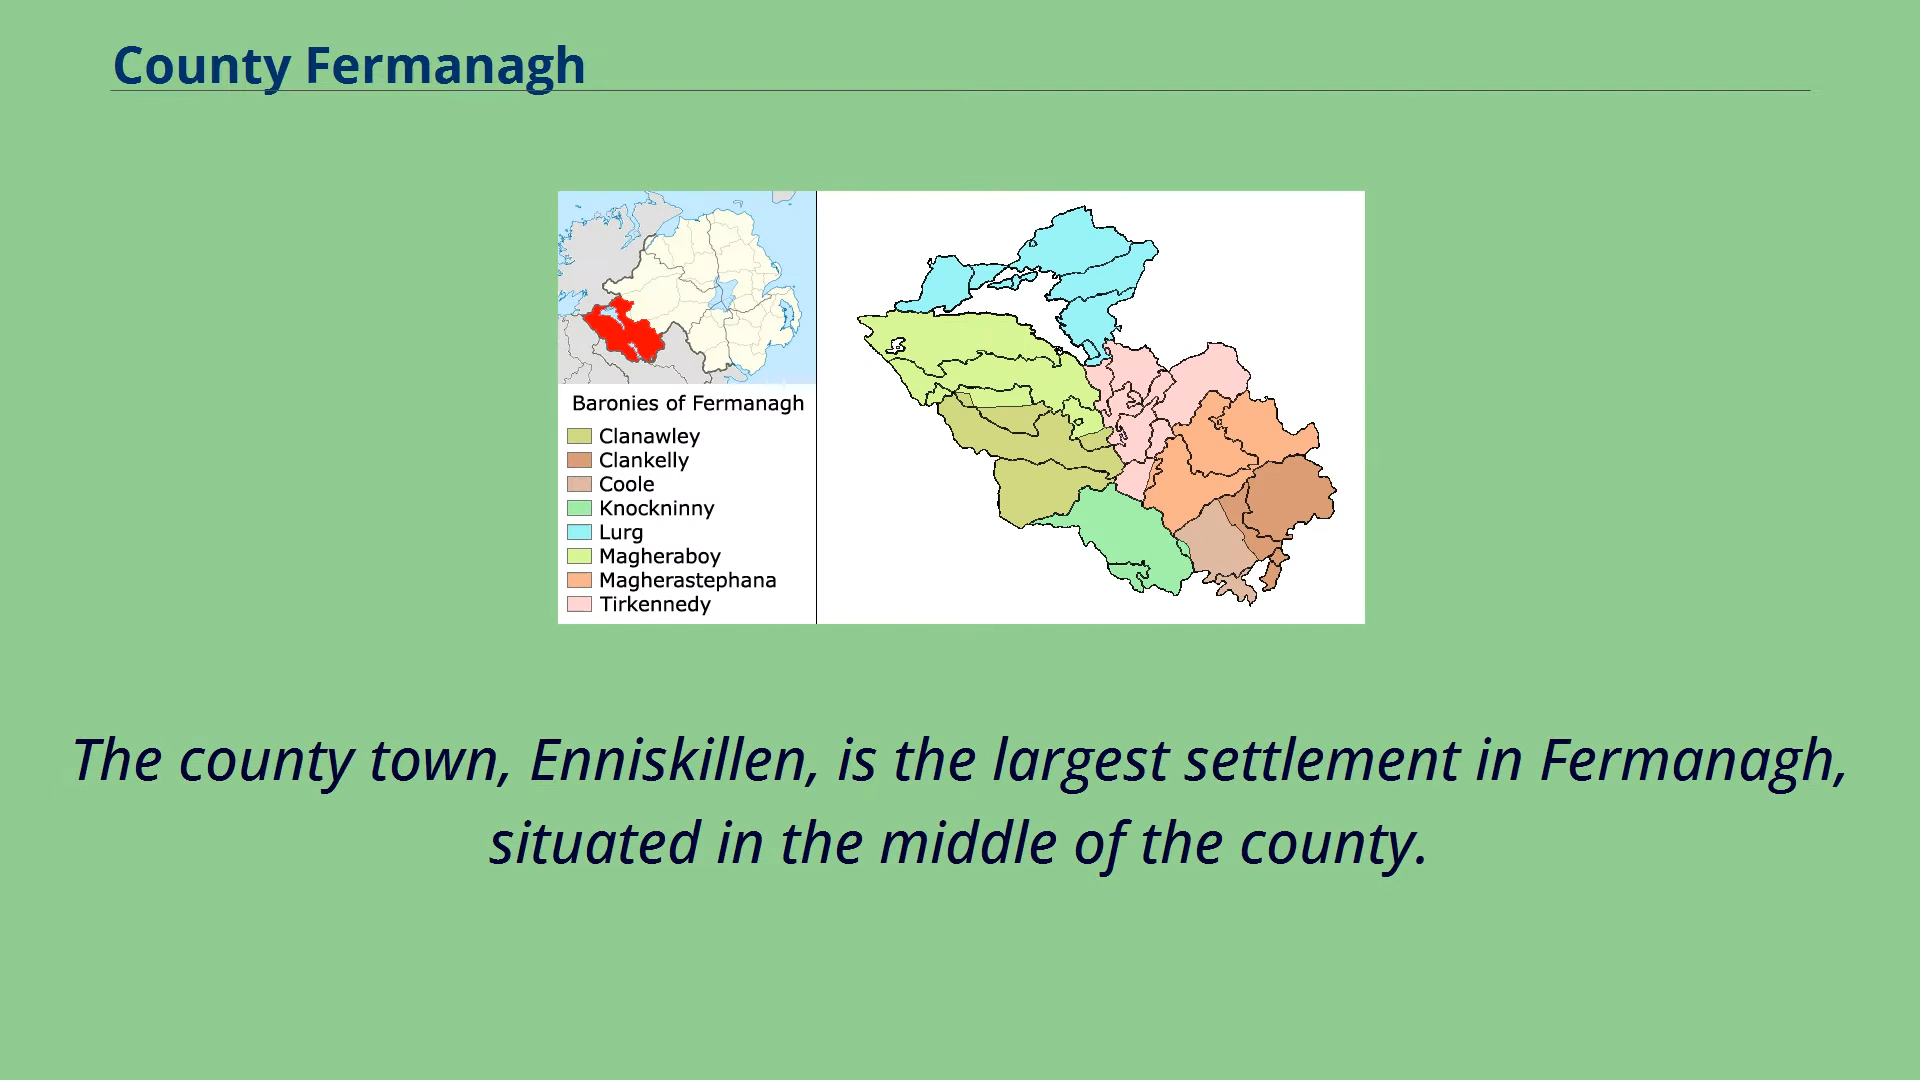 County Fermanagh
Baronies of Fermanagh
Clanawley
Clankelly
Coole
Knockninny
Lurg
Magheraboy
Magherastephana
Tirkennedy
The county town, Enniskillen, is the largest settlement in Fermanagh,
situated in the middle of the county.